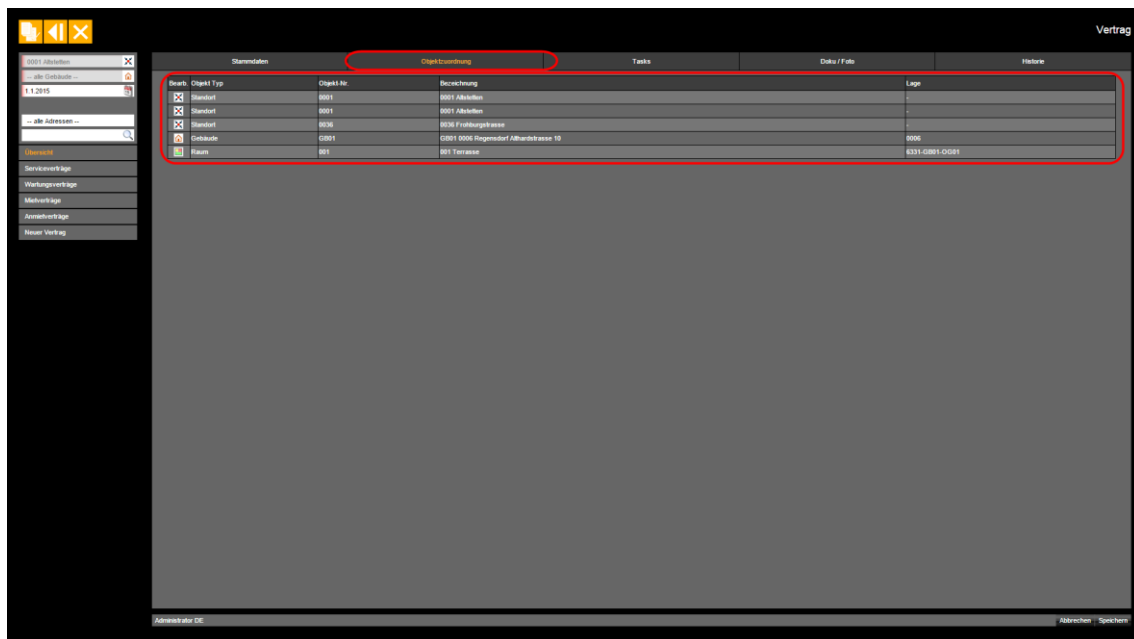 Vertrag
0001 Altstetten
-- alle Gebäude --
1.1.2015
-- alle Adressen --
Übersicht
Serviceverträge
Wartungsverträge
Mietverträge
Anmietverträge
Neuer Vertrag
Stammdaten Objektzuordnung Tasks Doku / Foto Historie
Bearb. Objekt Typ Objekt-Nr. Bezeichnung Lage
Standort 0001 0001 Altstetten -
Standort 0001 0001 Altstetten -
Standort 0036 0036 Frohburgstrasse -
Gebäude GB01 GB01 0006 Regensdorf Althardstrasse 10 0006
Raum 001 001 Terrasse 6331-GB01-OG01
Administrator DE Abbrechen Speichern